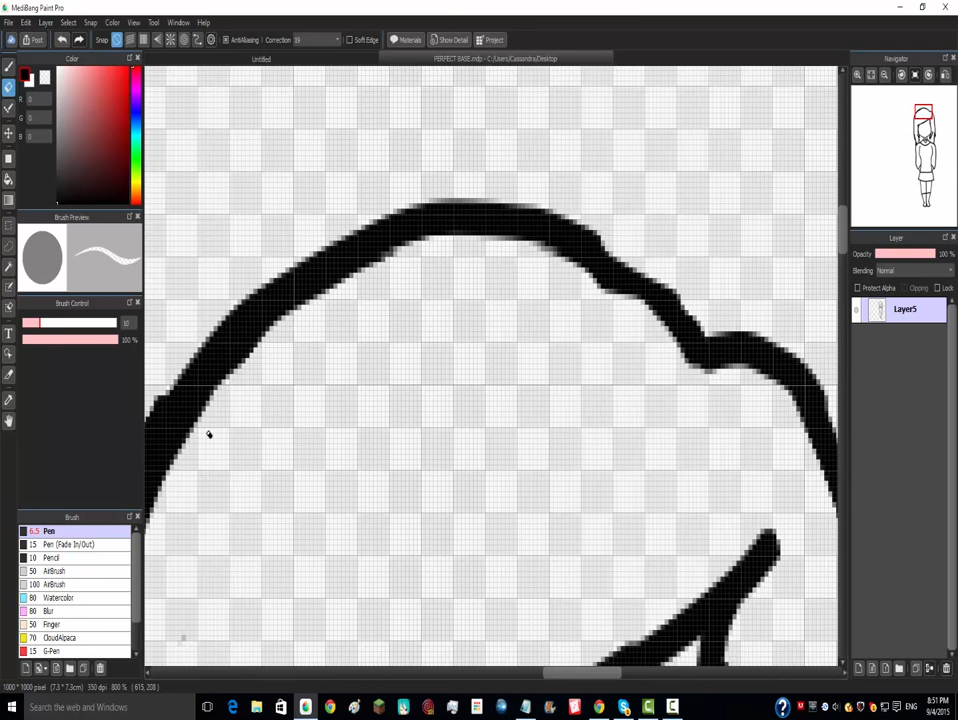 MediBang Paint Pro
File Edit Layer Select Snap Color View Tool Window Help
Post Snap AntiAliasing Correction 19 Soft Edge Materials Show Detail Project
Color
Untitled
PERFECT BASE.mdp - C:/Users/Cassandra/Desktop
Navigator
R 0
G 0
B 0
Brush Preview
Layer
Opacity 100 %
Blending Normal
Protect Alpha Clipping Lock
Brush Control
Layer5
10
100 %
Brush
6.5 Pen
15 Pen (Fade In/Out)
10 Pencil
50 AirBrush
100 AirBrush
80 Watercolor
80 Blur
50 Finger
70 CloudAlpaca
15 G-Pen
1000 * 1000 pixel (7.3 * 7.3cm) 350 dpi 800 % ( 615, 208 )
Search the web and Windows
ENG
8:51 PM
9/4/2015